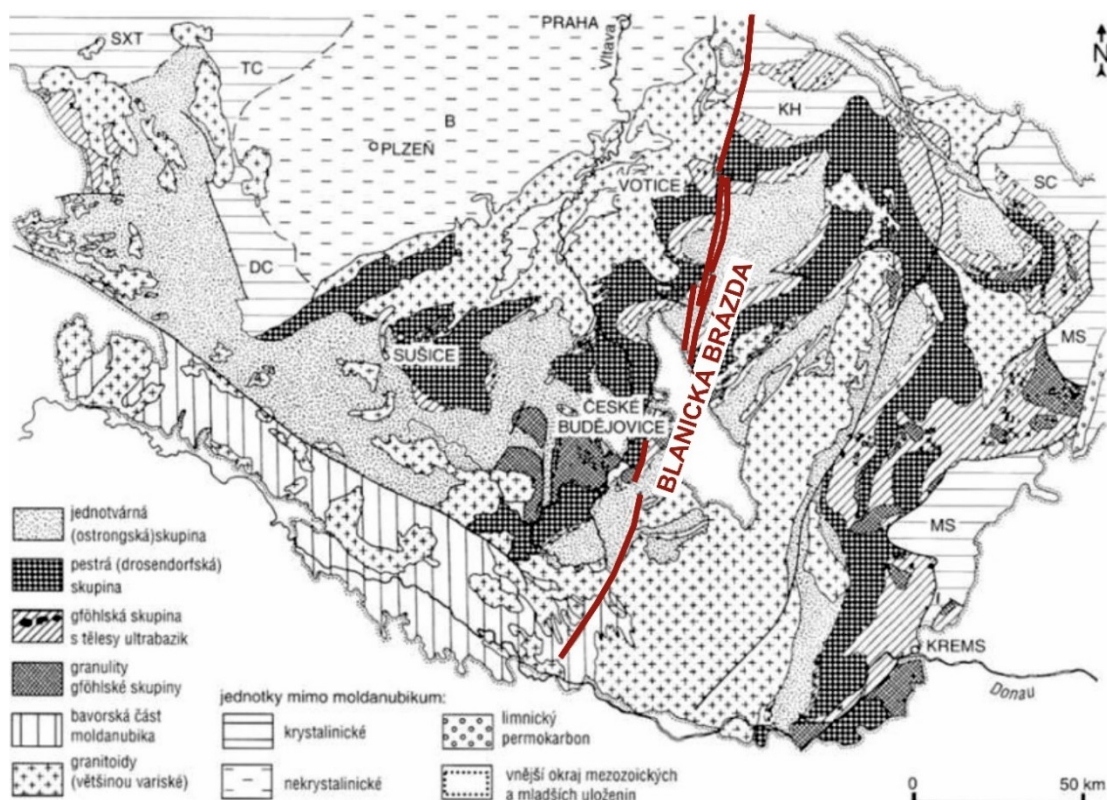 SXT
PRAHA
N
TC
Vltava
KH
B
PLZEŇ
VOTICE
SC
DC
SUŠICE
MS
ČESKÉ
BUDĚJOVICE
BLANICKÁ BRÁZDA
MS
KREMS
Donau
jednotvárná
(ostrongská)skupina
pestrá (drosendorfská)
skupina
gföhlská skupina
s tělesy ultrabazik
granulity
gföhlské skupiny
bavorská část
moldanubika
granitoidy
(většinou variské)
jednotky mimo moldanubikum:
krystalinické
nekrystalinické
limnický
permokarbon
vnější okraj mezozoických
a mladších uloženin
0 50 km